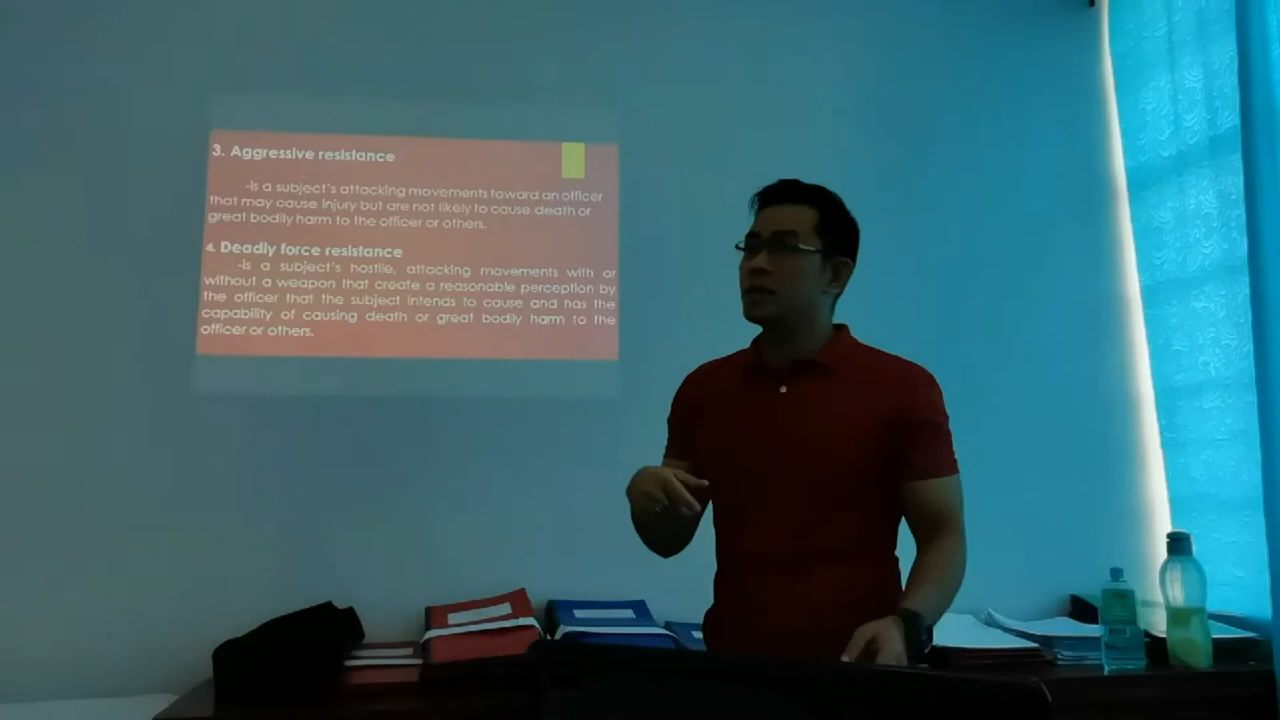 3. Aggressive resistance
-is a subject's attacking movements toward an officer
that may cause injury but are not likely to cause death or
great bodily harm to the officer or others.
4. Deadly force resistance
-is a subject's hostile, attacking movements with or
without a weapon that create a reasonable perception by
the officer that the subject intends to cause and has the
capability of causing death or great bodily harm to the
officer or others.